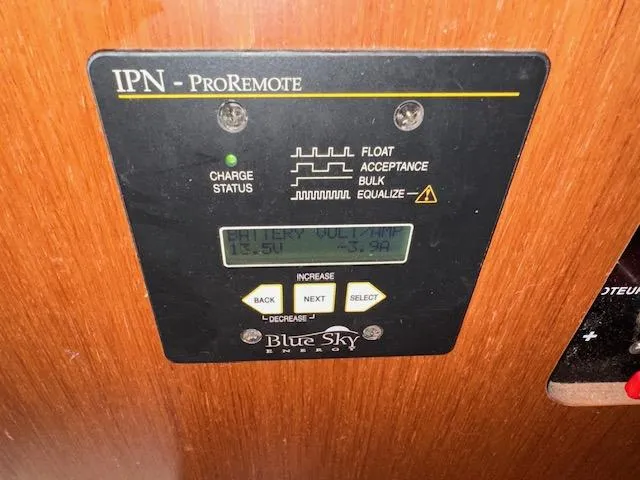 IPN - PROREMOTE
CHARGE
STATUS
FLOAT
ACCEPTANCE
BULK
EQUALIZE
BATTERY VOLT/AMP
13.5V -3.9A
INCREASE
BACK NEXT SELECT
DECREASE
Blue Sky
ENERGY
+